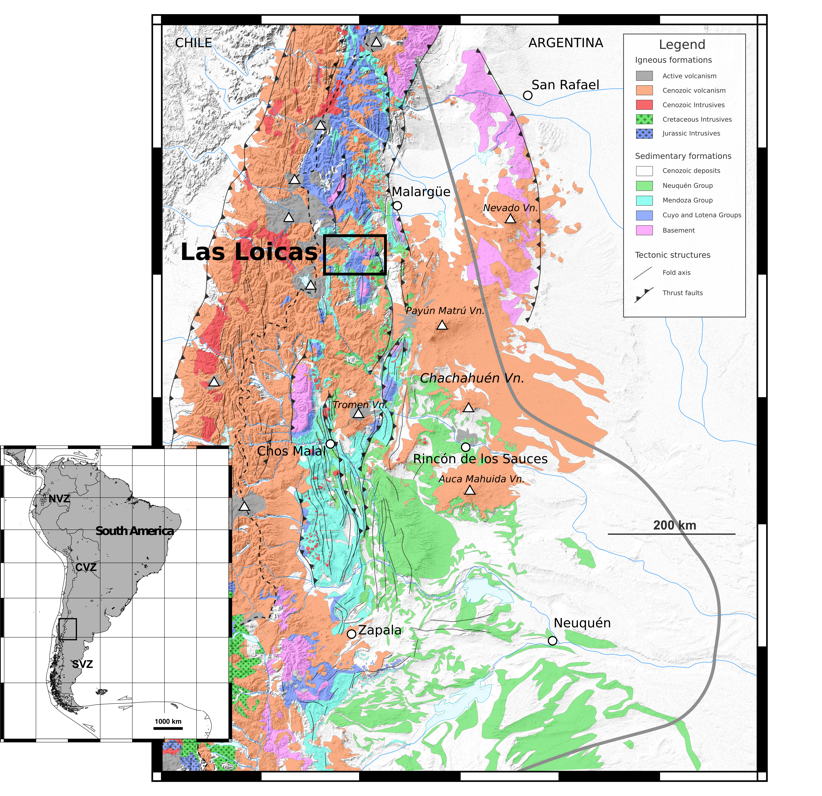 CHILE
ARGENTINA
Legend
Igneous formations
Active volcanism
Cenozoic volcanism
Cenozoic Intrusives
Cretaceous Intrusives
Jurassic Intrusives
Sedimentary formations
Cenozoic deposits
Neuquén Group
Mendoza Group
Cuyo and Lotena Groups
Basement
Tectonic structures
Fold axis
Thrust faults
San Rafael
Malargüe
Nevado Vn.
Las Loicas
Payún Matrú Vn.
Chachahuén Vn.
Tromen Vn.
Chos Malal
Rincón de los Sauces
Auca Mahuida Vn.
200 km
Zapala
Neuquén
NVZ
South America
CVZ
SVZ
1000 km